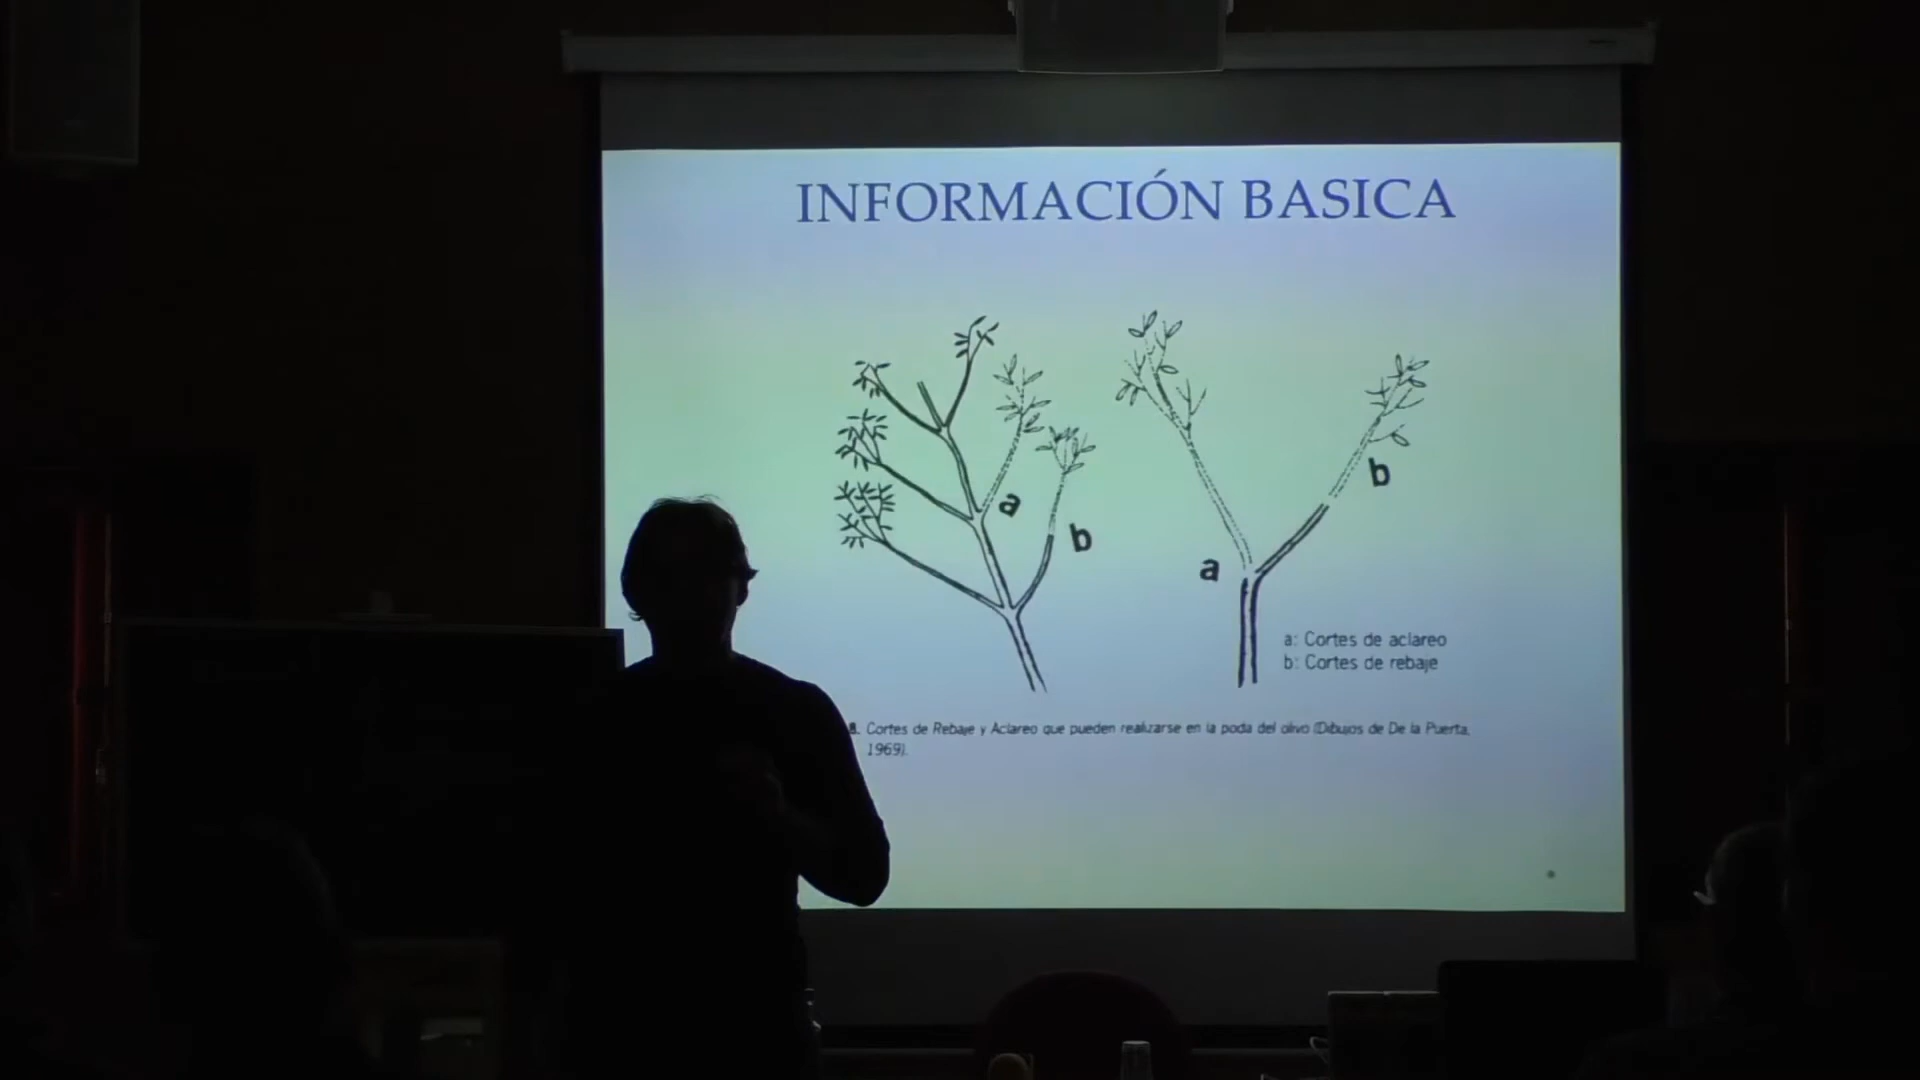 INFORMACIÓN BASICA
a
b
a
b
a: Cortes de aclareo
b: Cortes de rebaje
8. Cortes de Rebaje y Aclareo que pueden realizarse en la poda del olivo (Dibujos de De la Puerta,
1969).